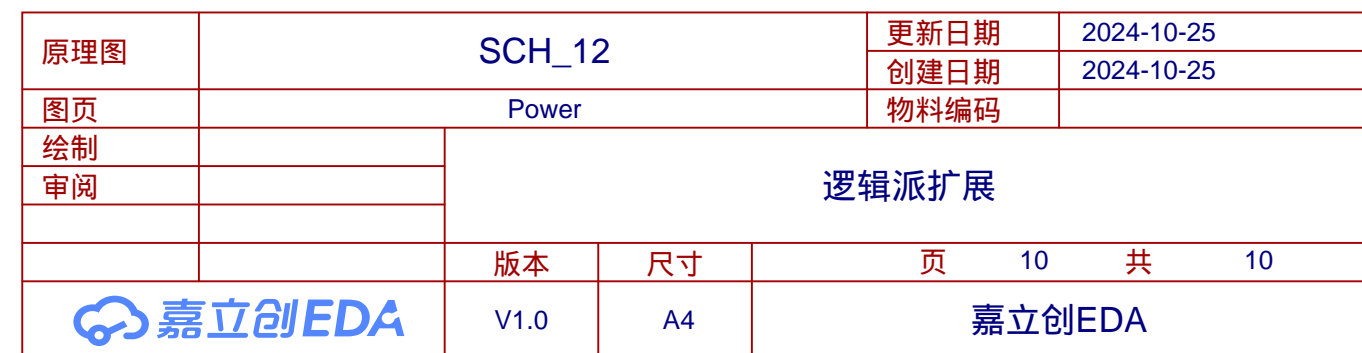 原理图 SCH_12 更新日期 2024-10-25
创建日期 2024-10-25
图页 Power 物料编码
绘制
审阅 逻辑派扩展
版本 尺寸 页 10 共 10
嘉立创EDA V1.0 A4 嘉立创EDA